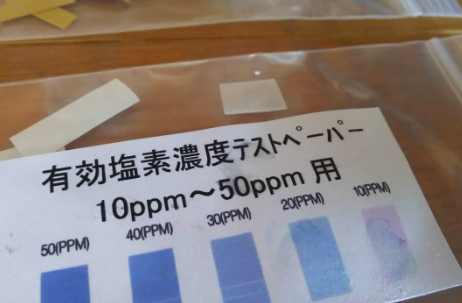 有効塩素濃度テストペーパー
10ppm～50ppm 用
50(PPM) 40(PPM) 30(PPM) 20(PPM) 10(PPM)